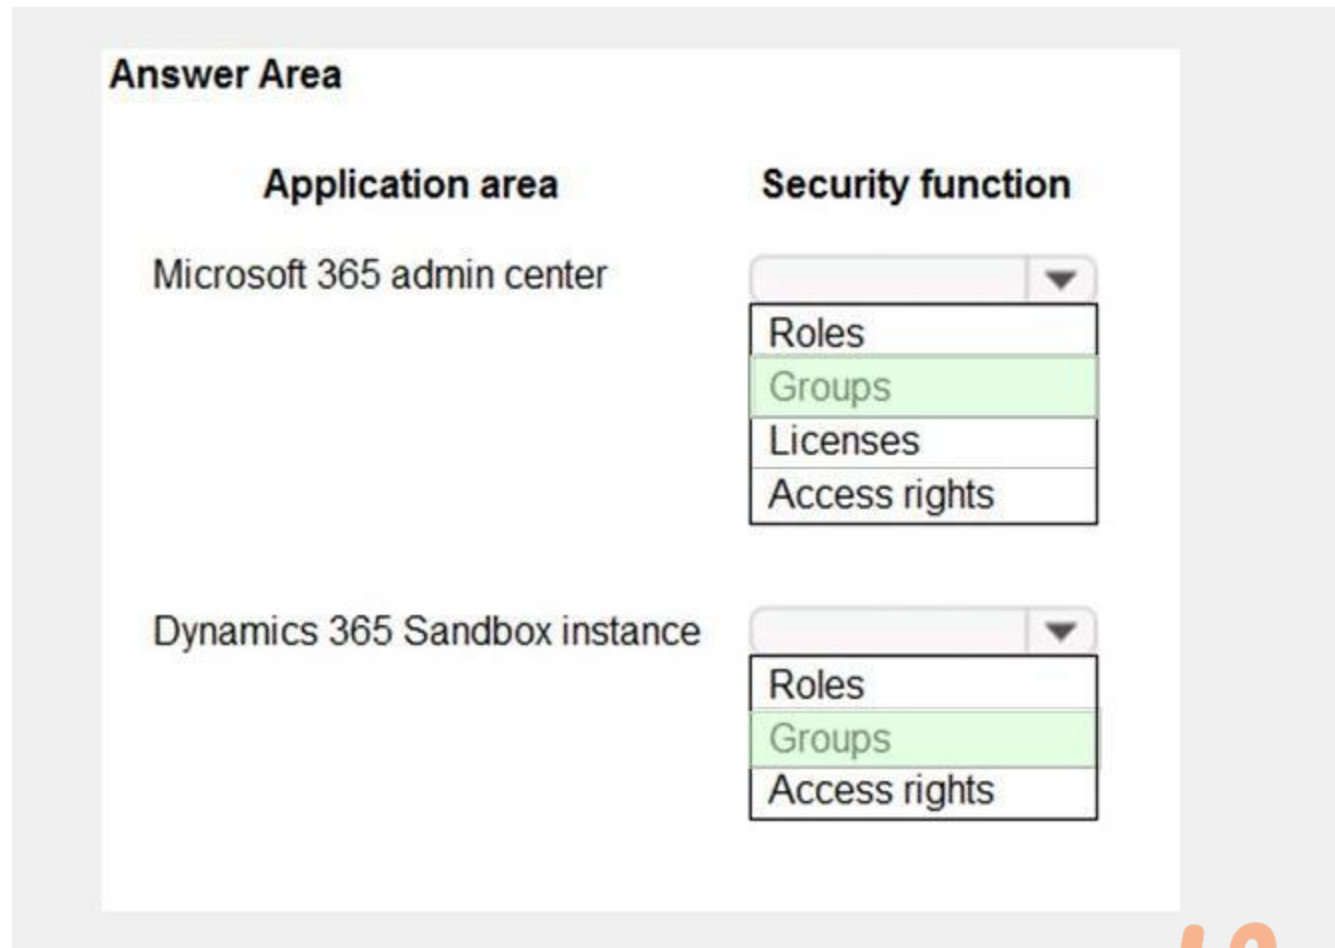 Answer Area
Application area Security function
Microsoft 365 admin center
Roles
Groups
Licenses
Access rights
Dynamics 365 Sandbox instance
Roles
Groups
Access rights